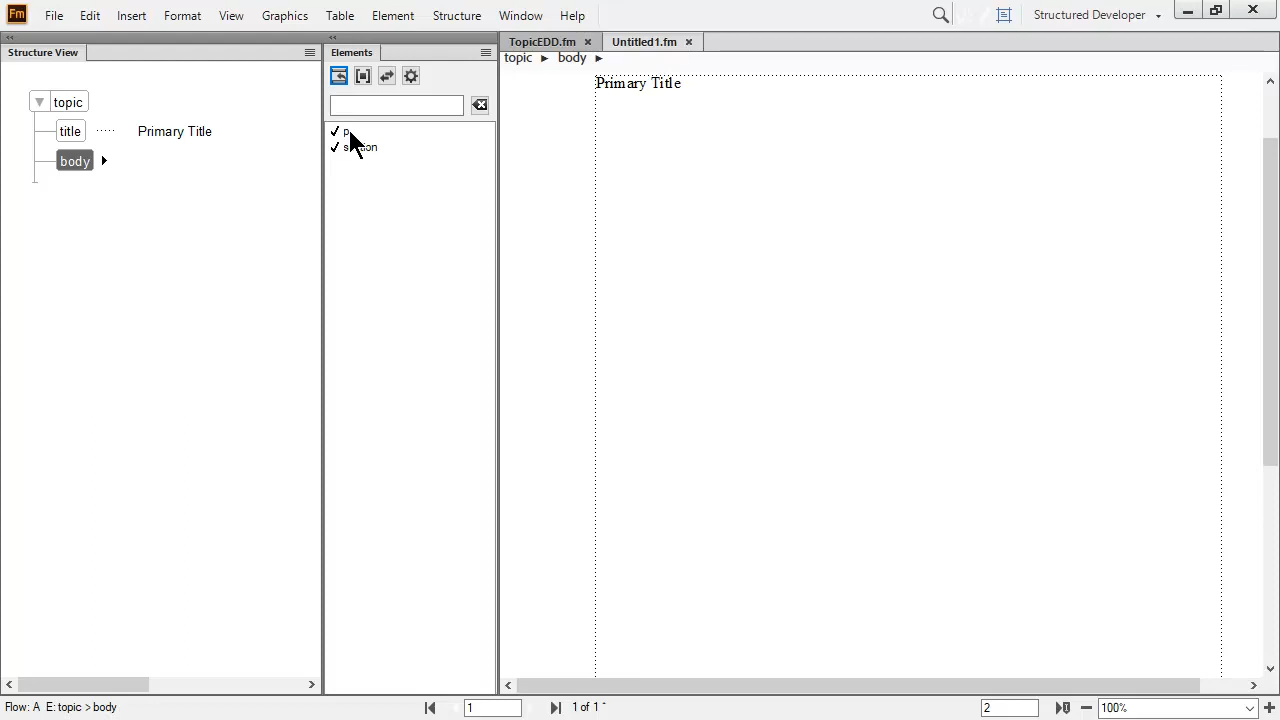 Fm File Edit Insert Format View Graphics Table Element Structure Window Help Structured Developer
Structure View
Elements
TopicEDD.fm Untitled1.fm
topic body
topic
title Primary Title
body
p
Primary Title
Flow: A E: topic > body 1 1 of 1 * 2 100%